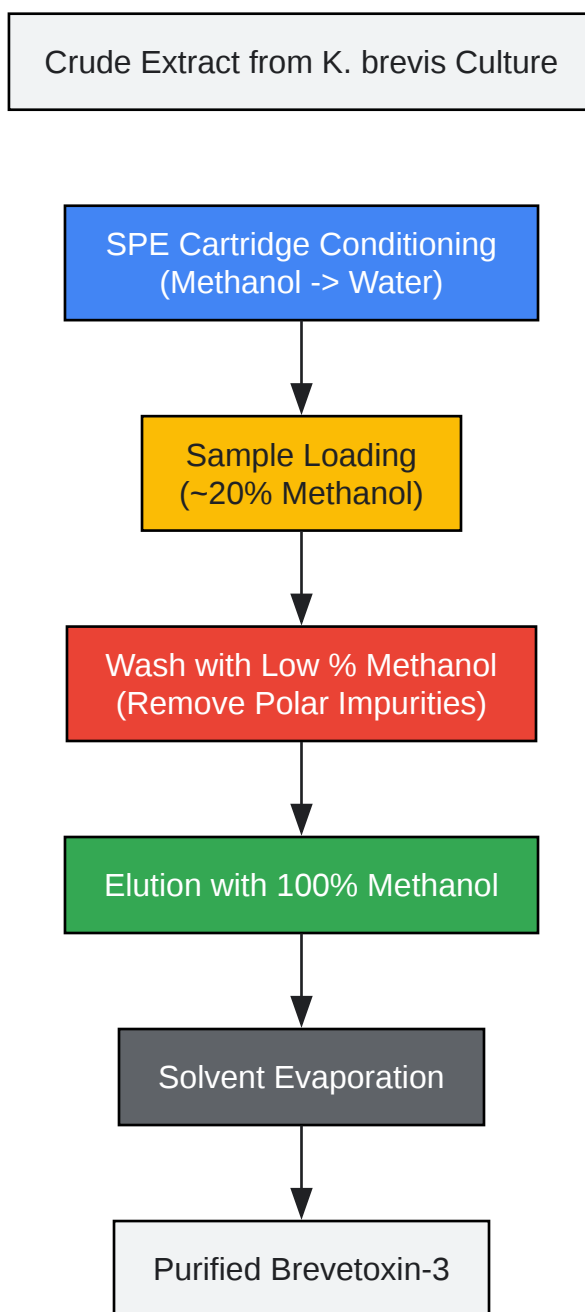 Crude Extract from K. brevis Culture
SPE Cartridge Conditioning
(Methanol -> Water)
Sample Loading
(~20% Methanol)
Wash with Low % Methanol
(Remove Polar Impurities)
Elution with 100% Methanol
Solvent Evaporation
Purified Brevetoxin-3